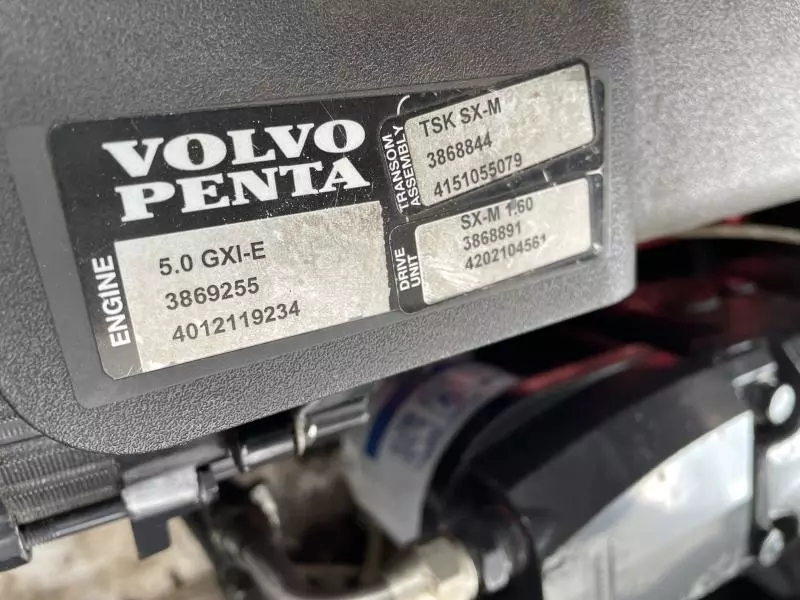 VOLVO
PENTA
ENGINE
5.0 GXI-E
3869255
4012119234
TRANSOM
ASSEMBLY
TSK SX-M
3868844
4151055079
DRIVE
UNIT
SX-M 1.60
3868891
4202104561